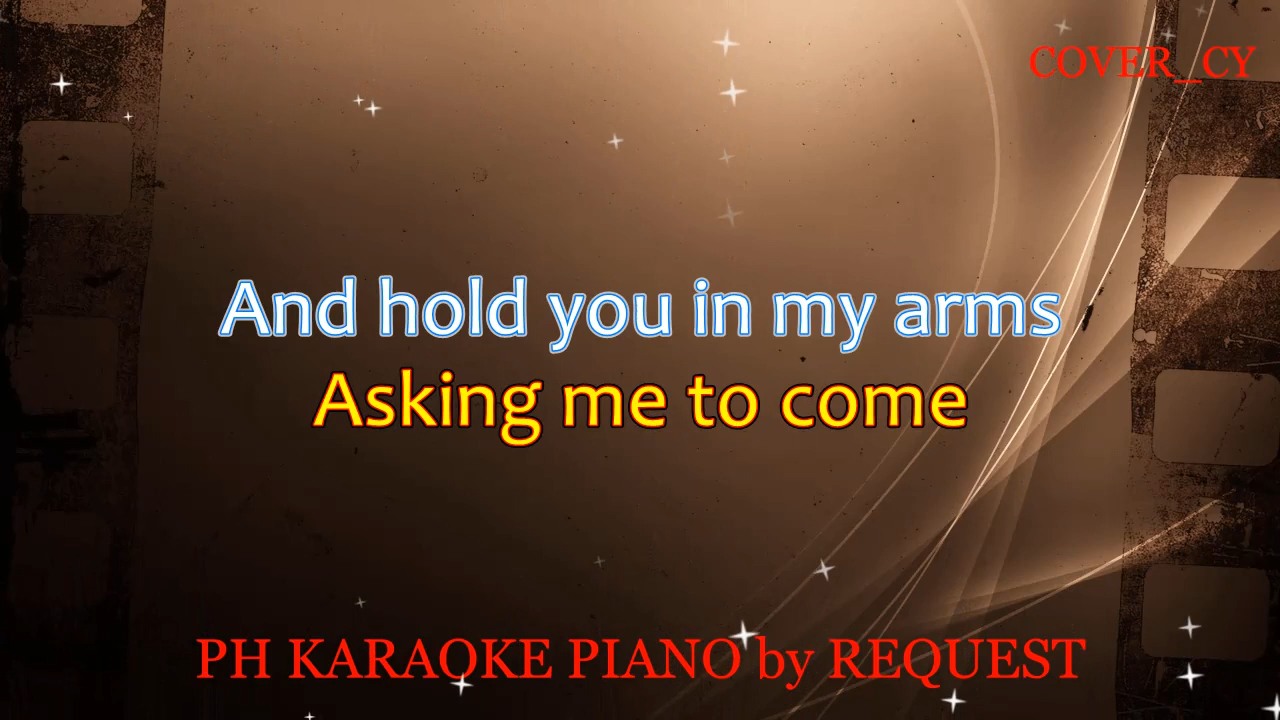 COVER_CY
And hold you in my arms
Asking me to come
PH KARAOKE PIANO by REQUEST